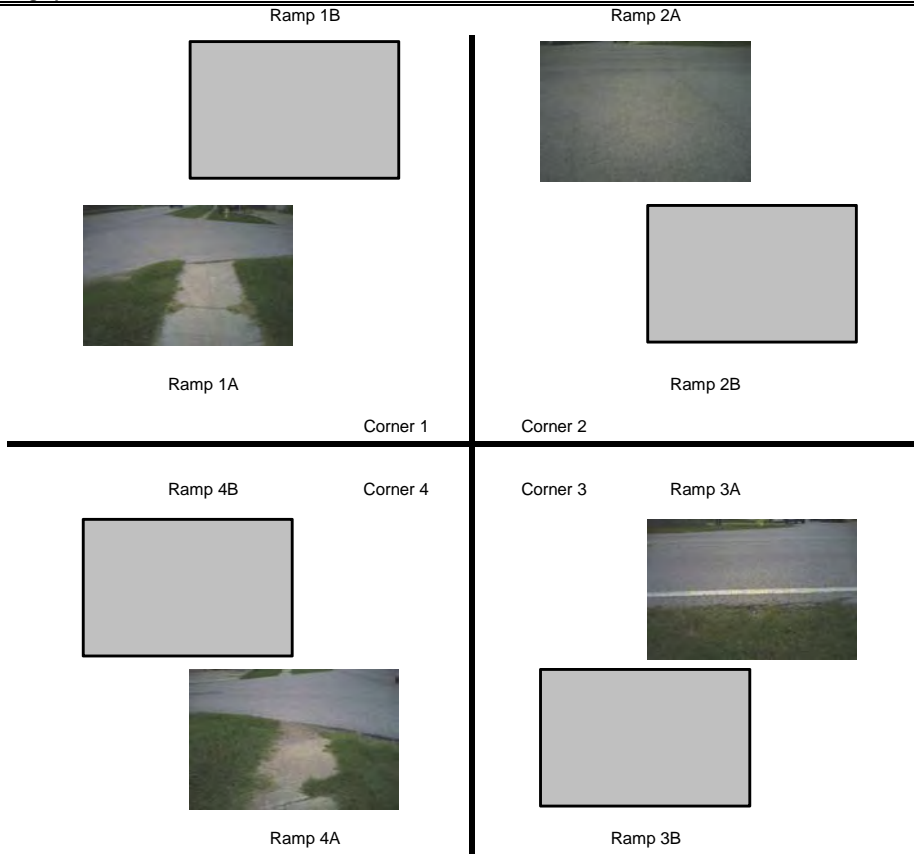 Ramp 1B
Ramp 2A
Ramp 1A
Ramp 2B
Corner 1
Corner 2
Ramp 4B
Corner 4
Corner 3
Ramp 3A
Ramp 4A
Ramp 3B